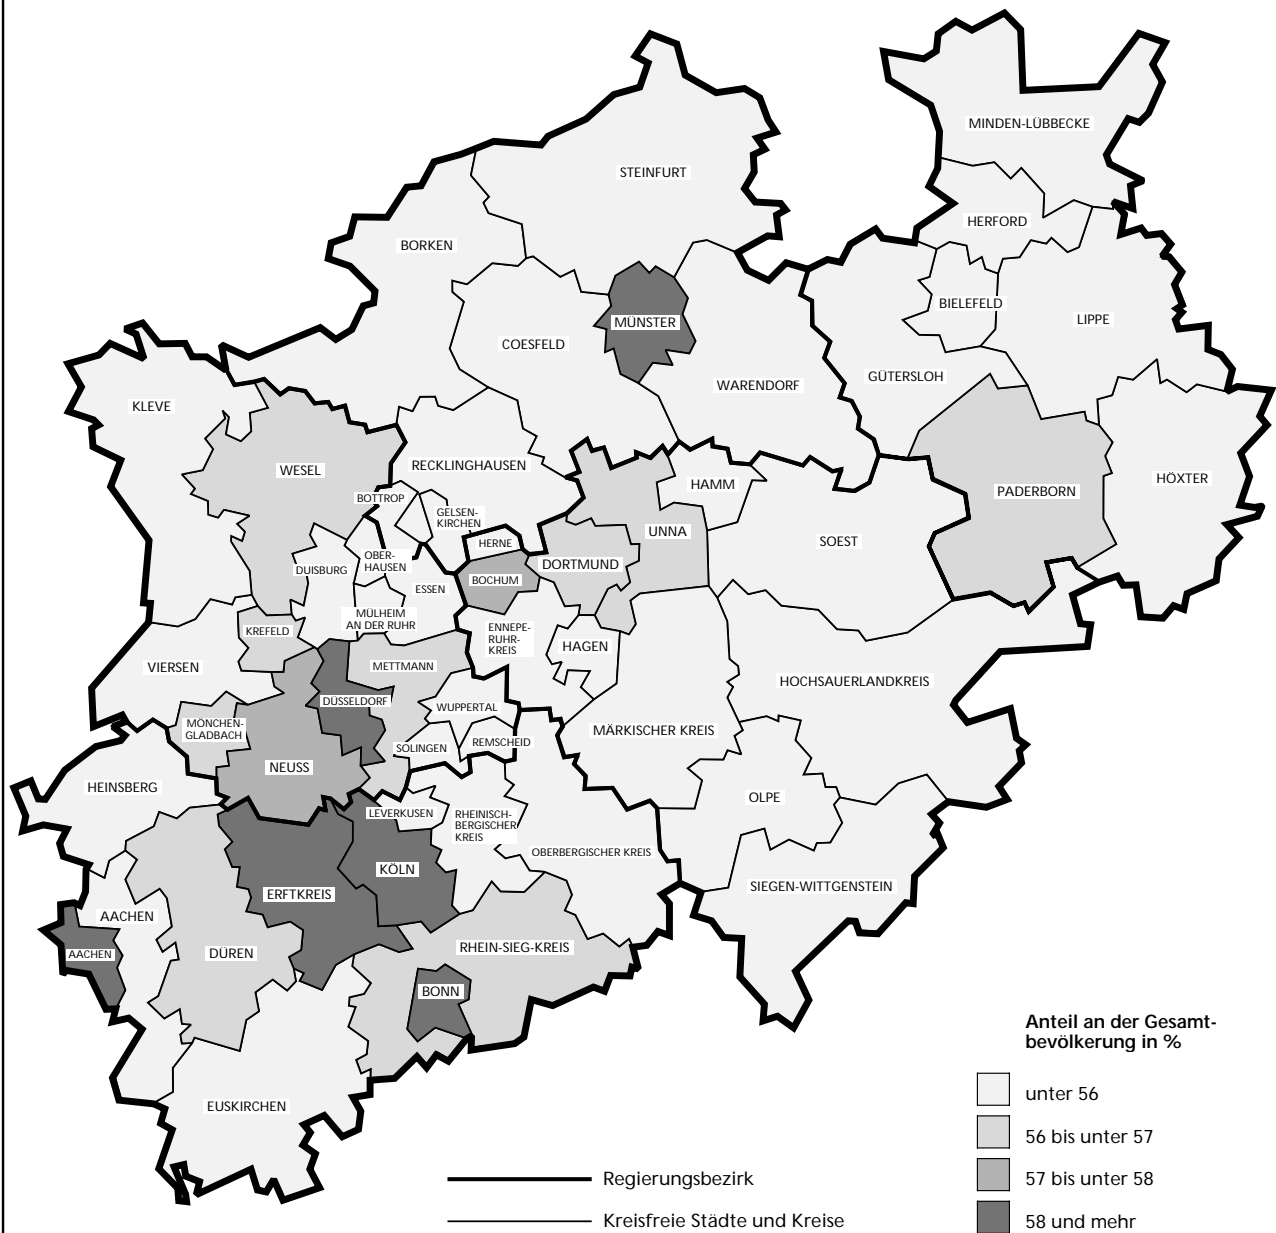 MINDEN-LÜBBECKE
STEINFURT
HERFORD
BORKEN
BIELEFELD
LIPPE
MÜNSTER
COESFELD
GÜTERSLOH
WARENDORF
KLEVE
RECKLINGHAUSEN
WESEL
HÖXTER
HAMM
PADERBORN
BOTTROP
GELSEN-
KIRCHEN
UNNA
SOEST
HERNE
OBER-
HAUSEN
DORTMUND
DUISBURG
BOCHUM
ESSEN
MÜLHEIM
AN DER RUHR
KREFELD
ENNEPE-
RUHR-
KREIS
HAGEN
VIERSEN
METTMANN
HOCHSAUERLANDKREIS
DÜSSELDORF
WUPPERTAL
MÖNCHEN-
GLADBACH
MÄRKISCHER KREIS
REMSCHEID
SOLINGEN
NEUSS
HEINSBERG
OLPE
LEVERKUSEN
RHEINISCH-
BERGISCHER
KREIS
OBERBERGISCHER KREIS
KÖLN
SIEGEN-WITTGENSTEIN
ERFTKREIS
AACHEN
RHEIN-SIEG-KREIS
DÜREN
AACHEN
BONN
EUSKIRCHEN
Anteil an der Gesamt-
bevölkerung in %
unter 56
56 bis unter 57
57 bis unter 58
58 und mehr
Regierungsbezirk
Kreisfreie Städte und Kreise